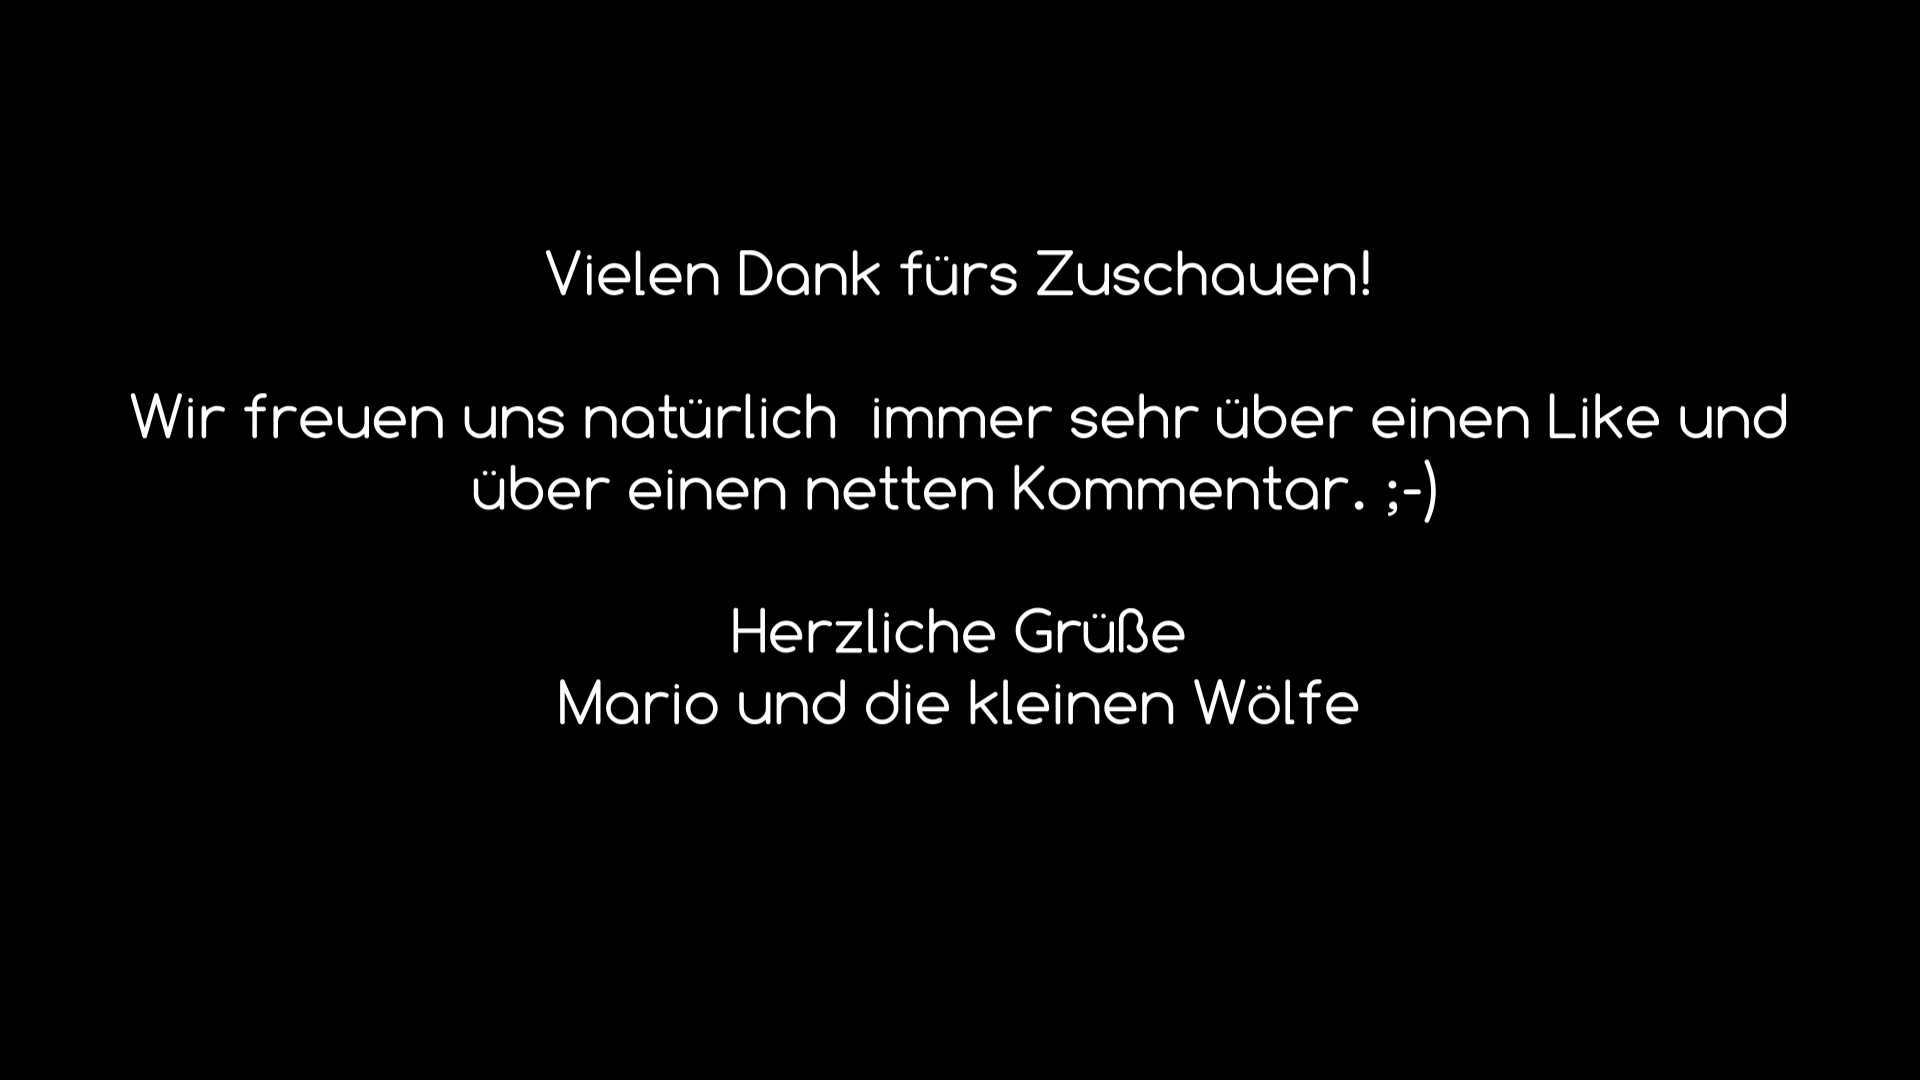 Vielen Dank fürs Zuschauen!
Wir freuen uns natürlich  immer sehr über einen Like und
über einen netten Kommentar. ;-)
Herzliche Grüße
Mario und die kleinen Wölfe